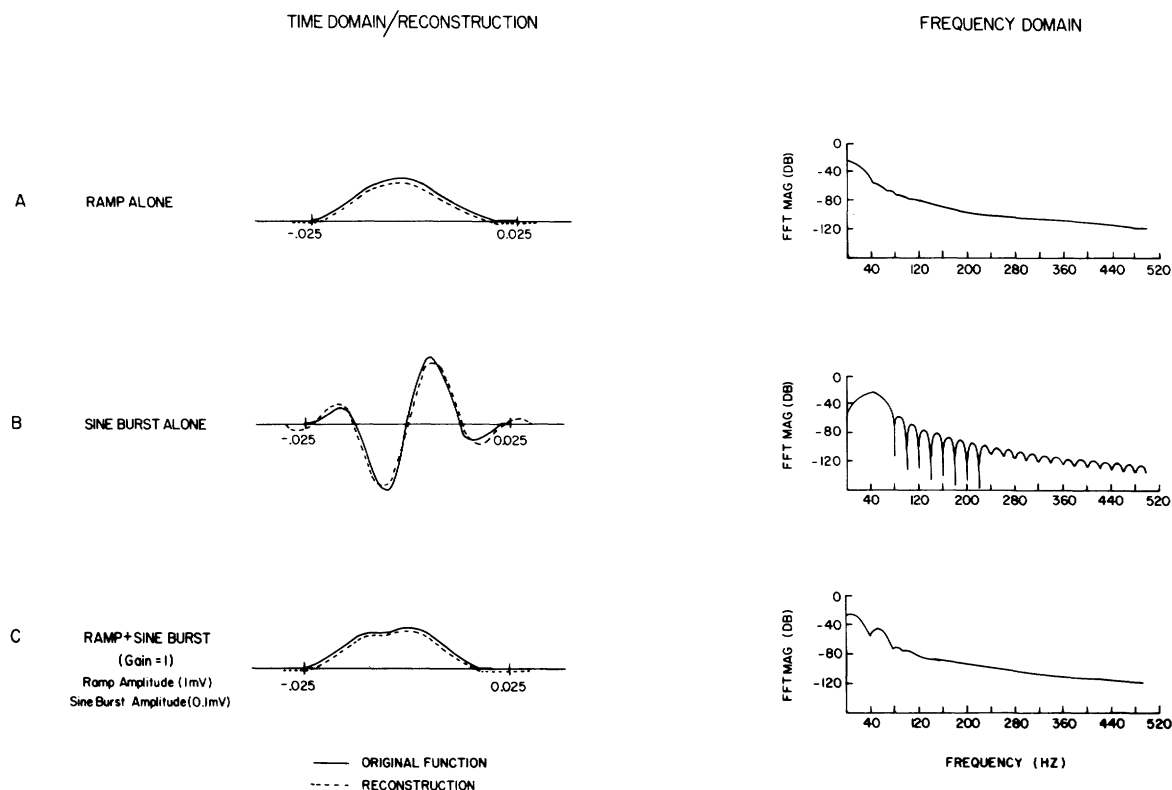 TIME DOMAIN/RECONSTRUCTION
FREQUENCY DOMAIN
A
RAMP ALONE
-.025
0.025
FFT MAG (DB)
0
-40
-80
-120
40 120 200 280 360 440 520
B
SINE BURST ALONE
-.025
0.025
FFT MAG (DB)
0
-40
-80
-120
40 120 200 280 360 440 520
C
RAMP+SINE BURST
(Gain = 1)
Ramp Amplitude (1mV)
Sine Burst Amplitude (0.1mV)
-.025
0.025
FFT MAG (DB)
0
-40
-80
-120
40 120 200 280 360 440 520
FREQUENCY (HZ)
ORIGINAL FUNCTION
RECONSTRUCTION